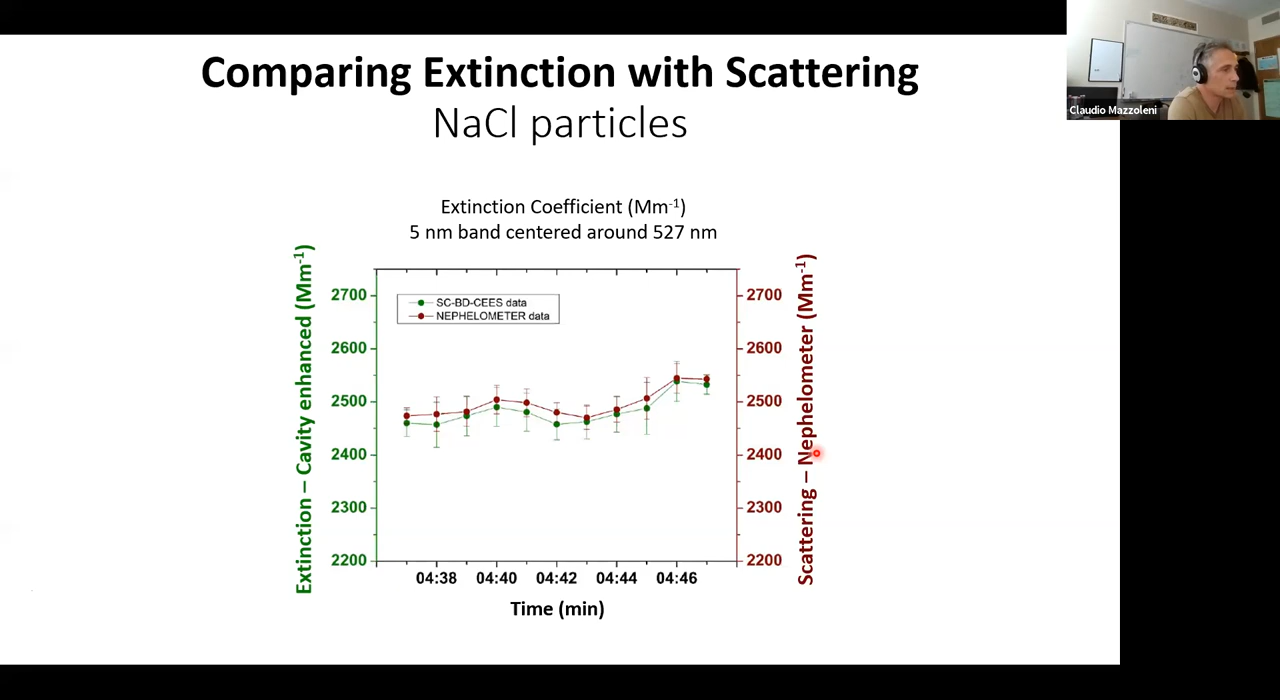 Comparing Extinction with Scattering
NaCl particles
Claudio Mazzoleni
Extinction Coefficient (Mm-1)
5 nm band centered around 527 nm
Extinction – Cavity enhanced (Mm-1)
2700
2600
2500
2400
2300
2200
SC-BD-CEES data
NEPHELOMETER data
2700
2600
2500
2400
2300
2200
Scattering – Nephelometer (Mm-1)
04:38 04:40 04:42 04:44 04:46
Time (min)